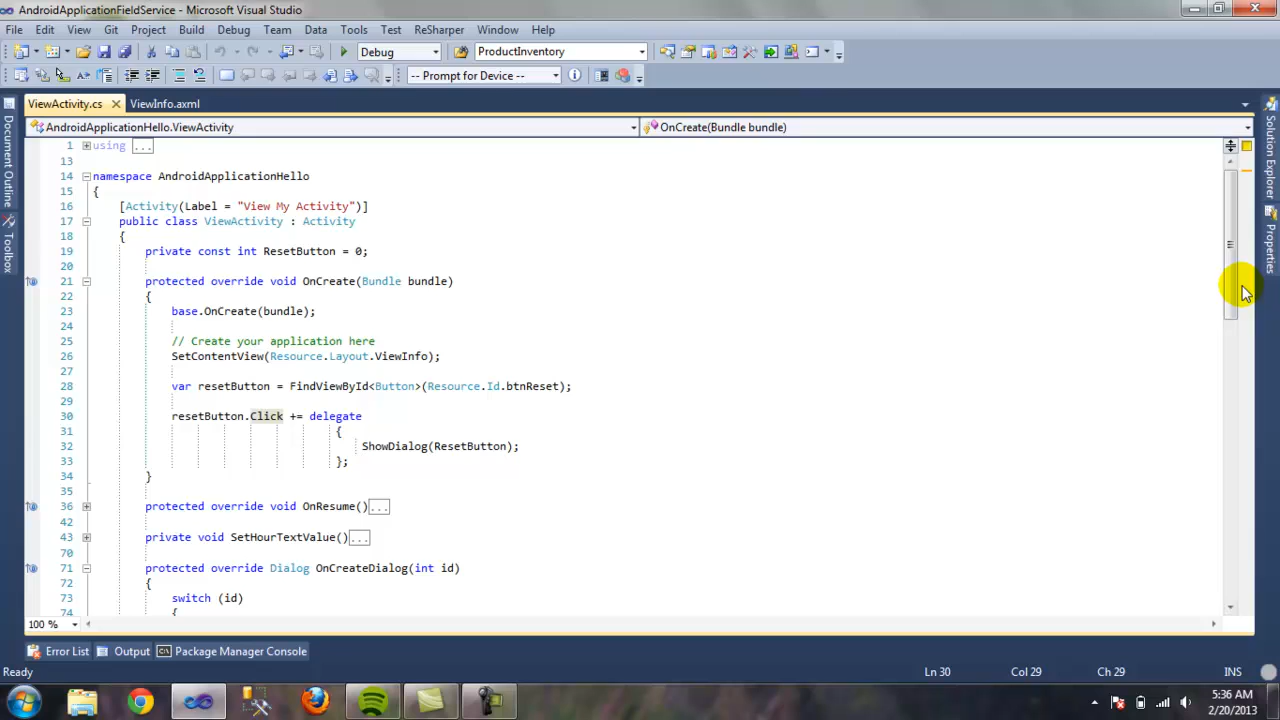 AndroidApplicationFieldService - Microsoft Visual Studio
File Edit View Git Project Build Debug Team Data Tools Test ReSharper Window Help
Debug ProductInventory
-- Prompt for Device --
ViewActivity.cs ViewInfo.axml
AndroidApplicationHello.ViewActivity OnCreate(Bundle bundle)
Document Outline
Toolbox
Solution Explorer
Properties
1 using ...
13
14 namespace AndroidApplicationHello
15 {
16 [Activity(Label = "View My Activity")]
17 public class ViewActivity : Activity
18 {
19 private const int ResetButton = 0;
20
21 protected override void OnCreate(Bundle bundle)
22 {
23 base.OnCreate(bundle);
24
25 // Create your application here
26 SetContentView(Resource.Layout.ViewInfo);
27
28 var resetButton = FindViewById<Button>(Resource.Id.btnReset);
29
30 resetButton.Click += delegate
31 {
32 ShowDialog(ResetButton);
33 };
34 }
35
36 protected override void OnResume()...
42
43 private void SetHourTextValue()...
70
71 protected override Dialog OnCreateDialog(int id)
72 {
73 switch (id)
74 {
100 %
Error List Output Package Manager Console
Ready Ln 30 Col 29 Ch 29 INS
5:36 AM
2/20/2013